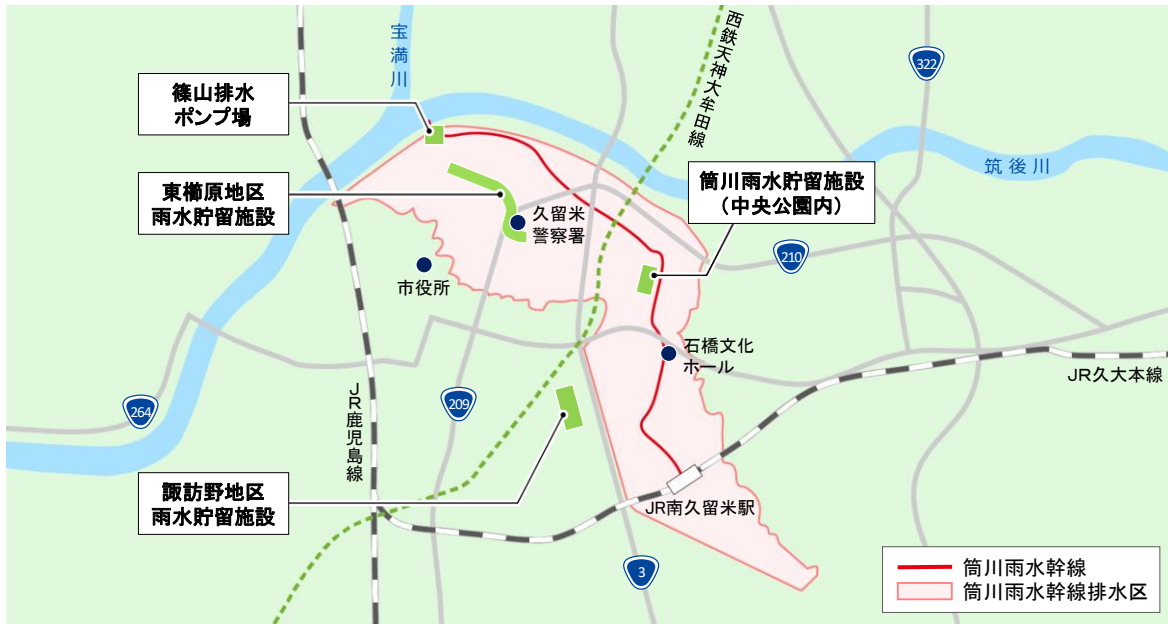 宝満川
西鉄天神大牟田線
322
篠山排水
ポンプ場
東櫛原地区
雨水貯留施設
久留米
警察署
市役所
筒川雨水貯留施設
（中央公園内）
筑後川
210
石橋文化
ホール
JR久大本線
264
209
JR鹿児島線
諏訪野地区
雨水貯留施設
JR南久留米駅
3
筒川雨水幹線
筒川雨水幹線排水区